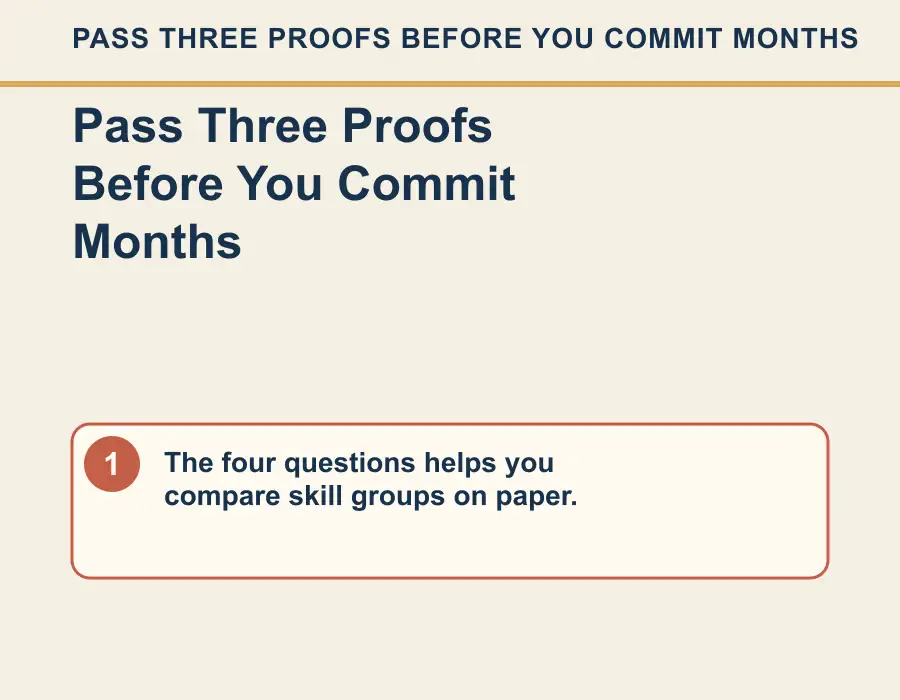 PASS THREE PROOFS BEFORE YOU COMMIT MONTHS
Pass Three Proofs
Before You Commit
Months
1
The four questions helps you
compare skill groups on paper.